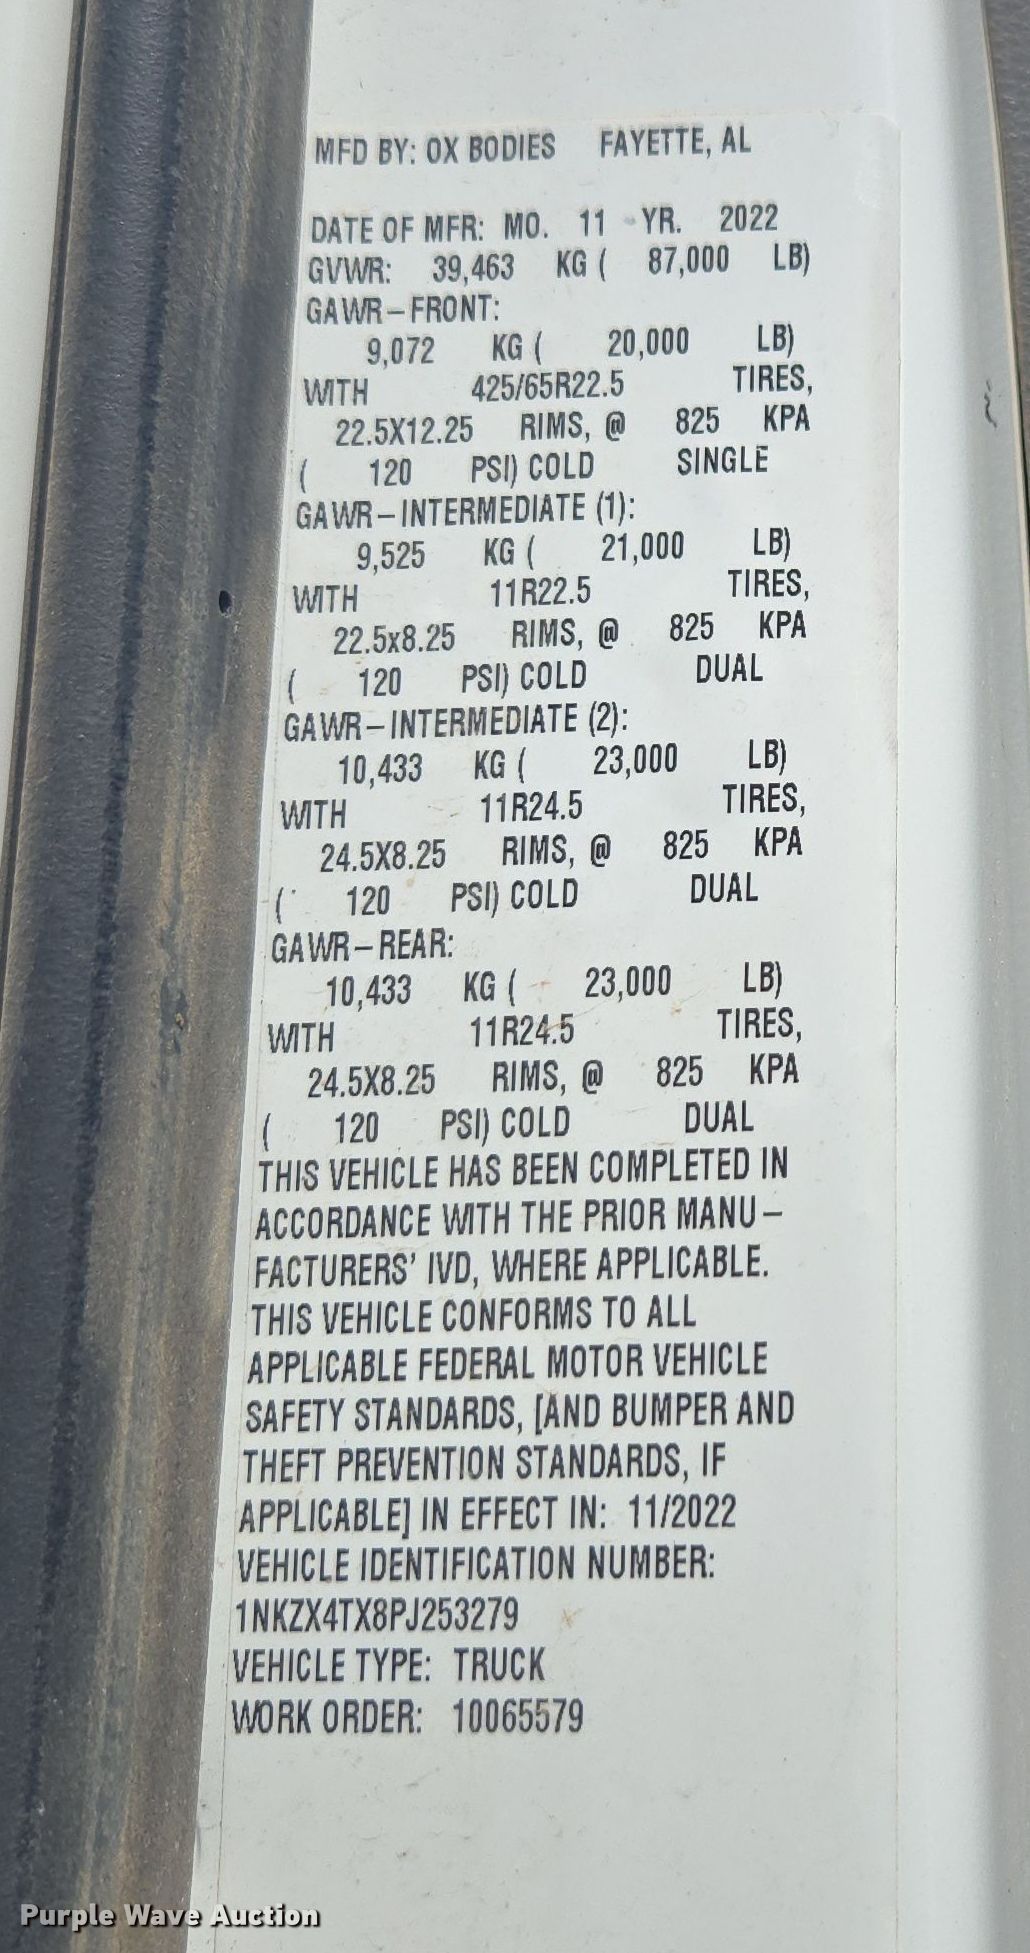 MFD BY: OX BODIES FAYETTE, AL
DATE OF MFR: MO. 11 YR. 2022
GVWR: 39,463 KG ( 87,000 LB)
GAWR-FRONT:
9,072 KG ( 20,000 LB)
WITH 425/65R22.5 TIRES,
22.5X12.25 RIMS, @ 825 KPA
( 120 PSI) COLD SINGLE
GAWR-INTERMEDIATE (1):
9,525 KG ( 21,000 LB)
WITH 11R22.5 TIRES,
22.5x8.25 RIMS, @ 825 KPA
( 120 PSI) COLD DUAL
GAWR-INTERMEDIATE (2):
10,433 KG ( 23,000 LB)
WITH 11R24.5 TIRES,
24.5X8.25 RIMS, @ 825 KPA
( 120 PSI) COLD DUAL
GAWR-REAR:
10,433 KG ( 23,000 LB)
WITH 11R24.5 TIRES,
24.5X8.25 RIMS, @ 825 KPA
( 120 PSI) COLD DUAL
THIS VEHICLE HAS BEEN COMPLETED IN
ACCORDANCE WITH THE PRIOR MANU-
FACTURERS' IVD, WHERE APPLICABLE.
THIS VEHICLE CONFORMS TO ALL
APPLICABLE FEDERAL MOTOR VEHICLE
SAFETY STANDARDS, [AND BUMPER AND
THEFT PREVENTION STANDARDS, IF
APPLICABLE] IN EFFECT IN: 11/2022
VEHICLE IDENTIFICATION NUMBER:
1NKZX4TX8PJ253279
VEHICLE TYPE: TRUCK
WORK ORDER: 10065579
Purple Wave Auction